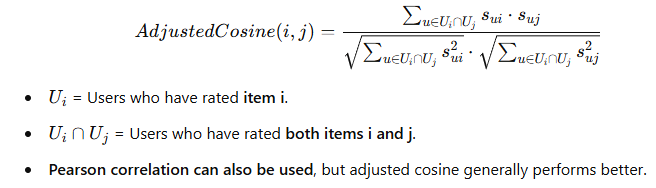 AdjustedCosine(i, j) = \frac{\sum_{u \in U_i \cap U_j} s_{ui} \cdot s_{uj}}{\sqrt{\sum_{u \in U_i \cap U_j} s_{ui}^2} \cdot \sqrt{\sum_{u \in U_i \cap U_j} s_{uj}^2}}
• U_i = Users who have rated item i.
• U_i ∩ U_j = Users who have rated both items i and j.
• Pearson correlation can also be used, but adjusted cosine generally performs better.